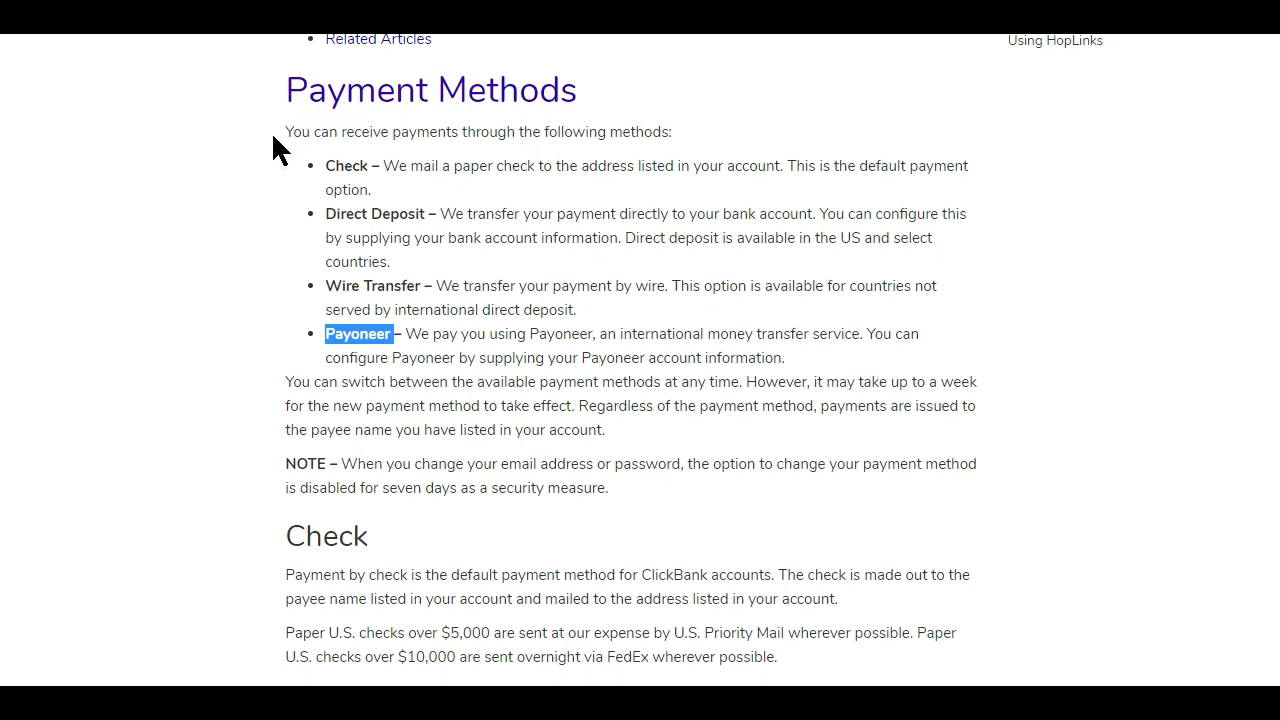 Related Articles
Using HopLinks
Payment Methods
You can receive payments through the following methods:
Check – We mail a paper check to the address listed in your account. This is the default payment
option.
Direct Deposit – We transfer your payment directly to your bank account. You can configure this
by supplying your bank account information. Direct deposit is available in the US and select
countries.
Wire Transfer – We transfer your payment by wire. This option is available for countries not
served by international direct deposit.
Payoneer – We pay you using Payoneer, an international money transfer service. You can
configure Payoneer by supplying your Payoneer account information.
You can switch between the available payment methods at any time. However, it may take up to a week
for the new payment method to take effect. Regardless of the payment method, payments are issued to
the payee name you have listed in your account.
NOTE – When you change your email address or password, the option to change your payment method
is disabled for seven days as a security measure.
Check
Payment by check is the default payment method for ClickBank accounts. The check is made out to the
payee name listed in your account and mailed to the address listed in your account.
Paper U.S. checks over $5,000 are sent at our expense by U.S. Priority Mail wherever possible. Paper
U.S. checks over $10,000 are sent overnight via FedEx wherever possible.